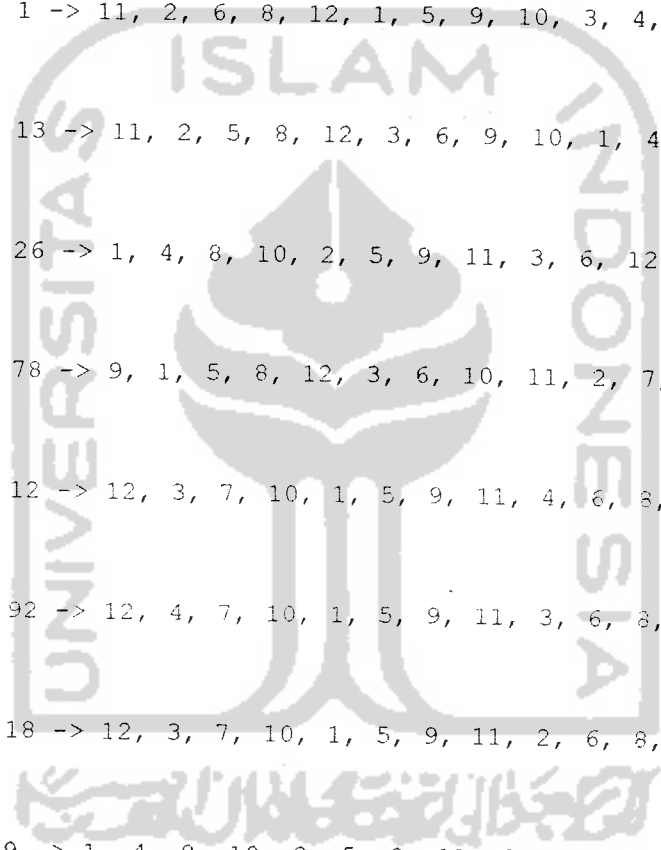 1 -> 11, 2, 6, 8, 12, 1, 5, 9, 10, 3, 4,
ISLAM
13 -> 11, 2, 5, 8, 12, 3, 6, 9, 10, 1, 4
26 -> 1, 4, 8, 10, 2, 5, 9, 11, 3, 6, 12
78 -> 9, 1, 5, 8, 12, 3, 6, 10, 11, 2, 7,
12 -> 12, 3, 7, 10, 1, 5, 9, 11, 4, 6, 8,
92 -> 12, 4, 7, 10, 1, 5, 9, 11, 3, 6, 8,
18 -> 12, 3, 7, 10, 1, 5, 9, 11, 2, 6, 8,
UNIVERSITAS
INDONESIA